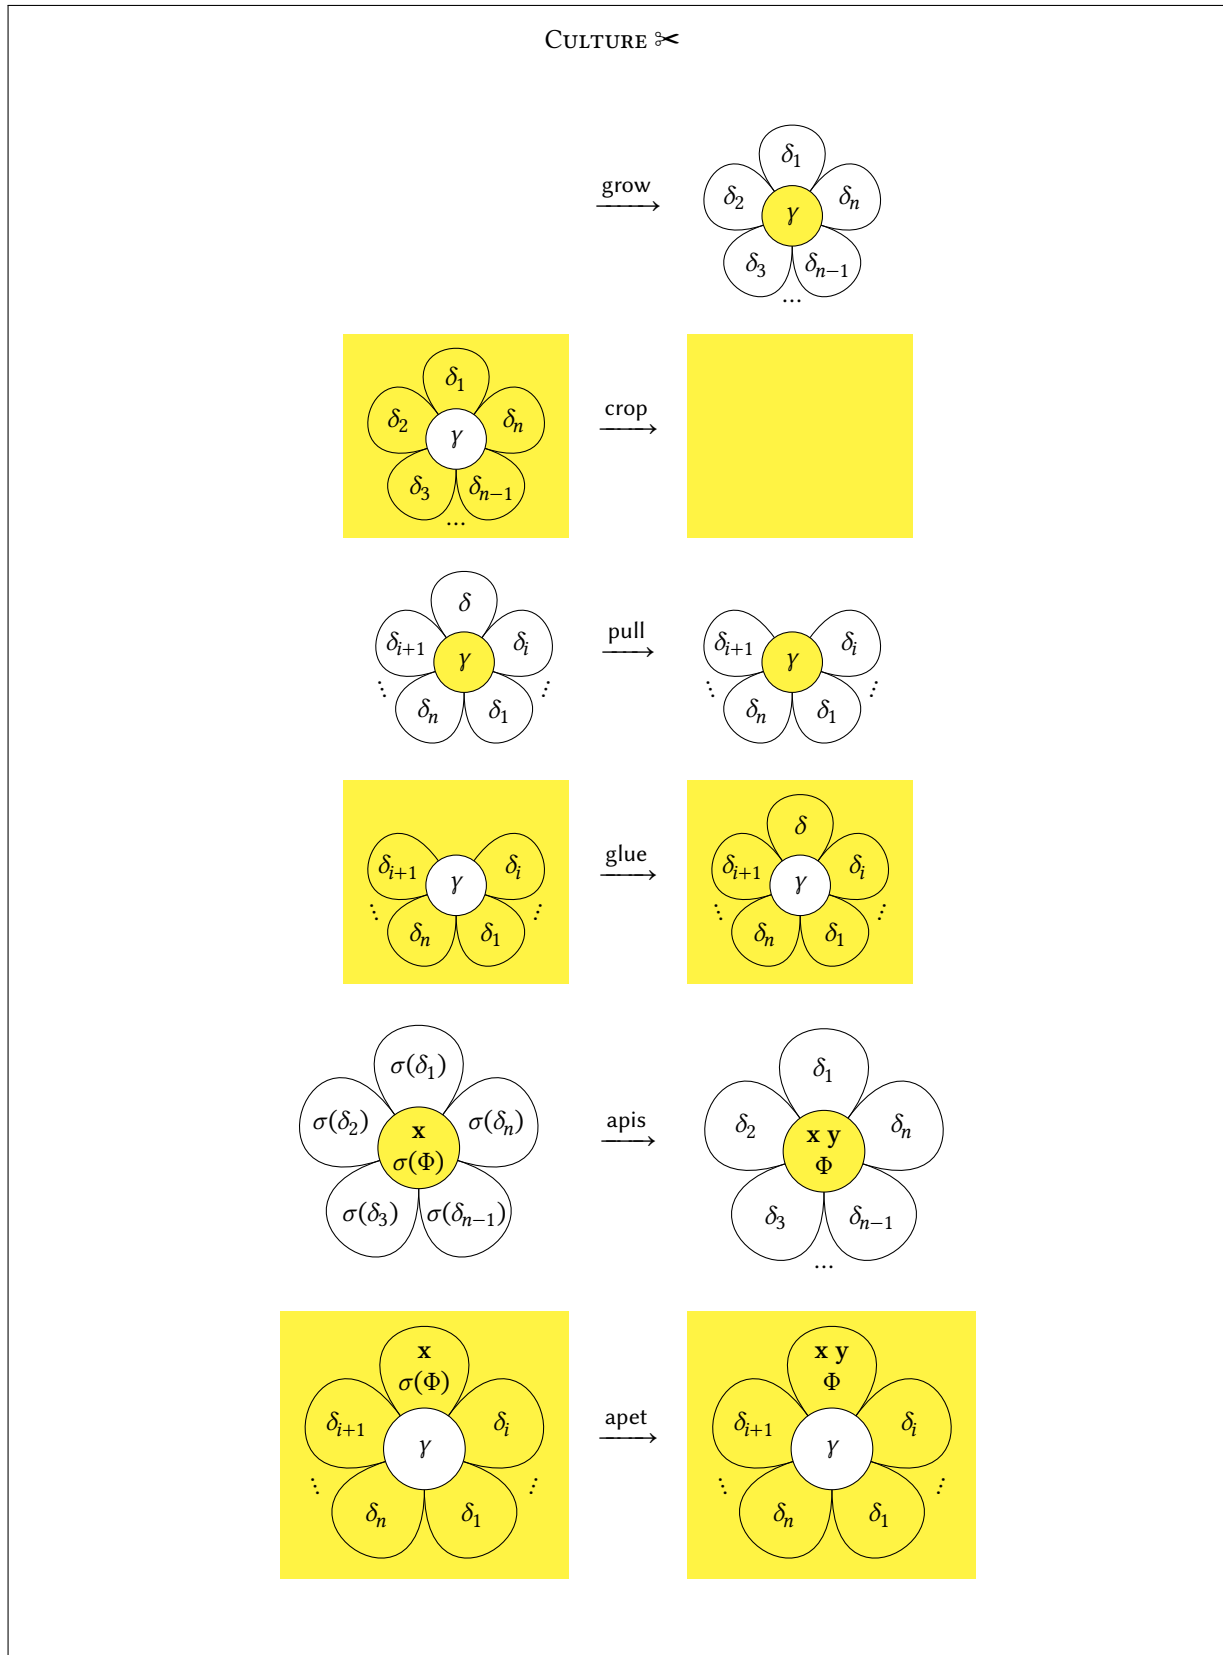 CULTURE ✂
δ₁
grow
δ₂ δₙ
γ
δ₃ δₙ₋₁
...
δ₁
crop
δ₂ δₙ
γ
δ₃ δₙ₋₁
...
δ
pull
δᵢ₊₁ γ δᵢ δᵢ₊₁ γ δᵢ
⋮ ⋮ ⋮ ⋮
δₙ δ₁ δₙ δ₁
δ
glue
δᵢ₊₁ γ δᵢ δᵢ₊₁ γ δᵢ
⋮ ⋮ ⋮ ⋮
δₙ δ₁ δₙ δ₁
σ(δ₁) δ₁
σ(δ₂) σ(δₙ) apis δ₂ δₙ
x x y
σ(Φ) Φ
σ(δ₃) σ(δₙ₋₁) δ₃ δₙ₋₁
...
x x y
σ(Φ) Φ
δᵢ₊₁ δᵢ apet δᵢ₊₁ δᵢ
γ γ
⋮ ⋮ ⋮ ⋮
δₙ δ₁ δₙ δ₁